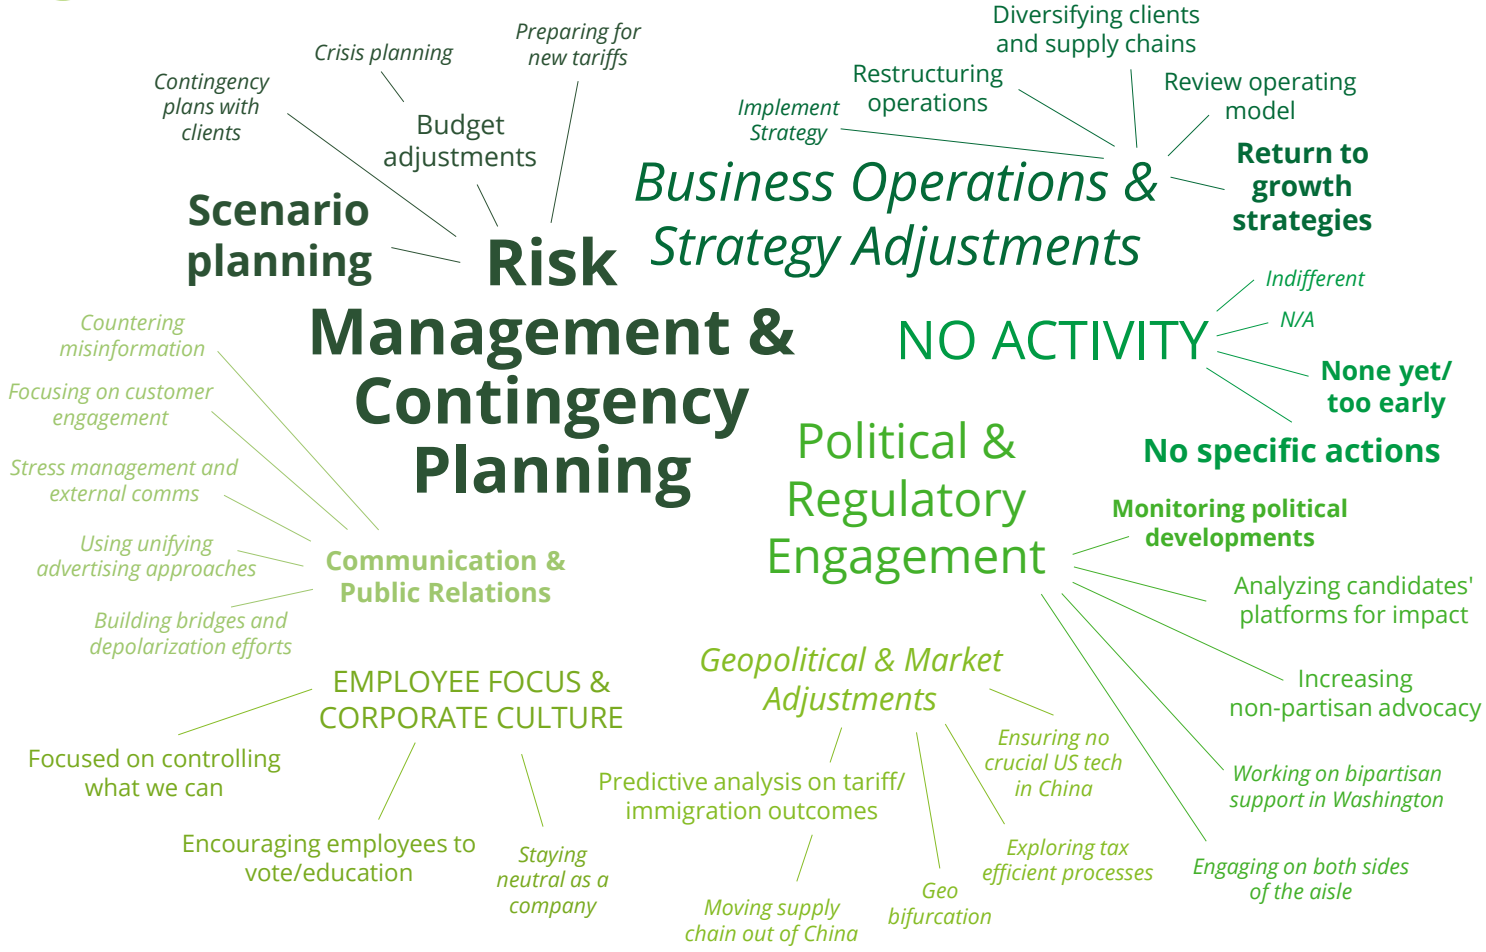 Contingency
plans with
clients
Crisis planning
Preparing for
new tariffs
Budget
adjustments
Scenario
planning
Risk
Management &
Contingency
Planning
Implement
Strategy
Restructuring
operations
Diversifying clients
and supply chains
Review operating
model
Return to
growth
strategies
Business Operations &
Strategy Adjustments
Indifferent
N/A
None yet/
too early
No specific actions
NO ACTIVITY
Political &
Regulatory
Engagement
Monitoring political
developments
Analyzing candidates'
platforms for impact
Increasing
non-partisan advocacy
Working on bipartisan
support in Washington
Engaging on both sides
of the aisle
Countering
misinformation
Focusing on customer
engagement
Stress management and
external comms
Using unifying
advertising approaches
Building bridges and
depolarization efforts
Communication &
Public Relations
EMPLOYEE FOCUS &
CORPORATE CULTURE
Focused on controlling
what we can
Encouraging employees to
vote/education
Staying
neutral as a
company
Geopolitical & Market
Adjustments
Predictive analysis on tariff/
immigration outcomes
Moving supply
chain out of China
Geo
bifurcation
Exploring tax
efficient processes
Ensuring no
crucial US tech
in China